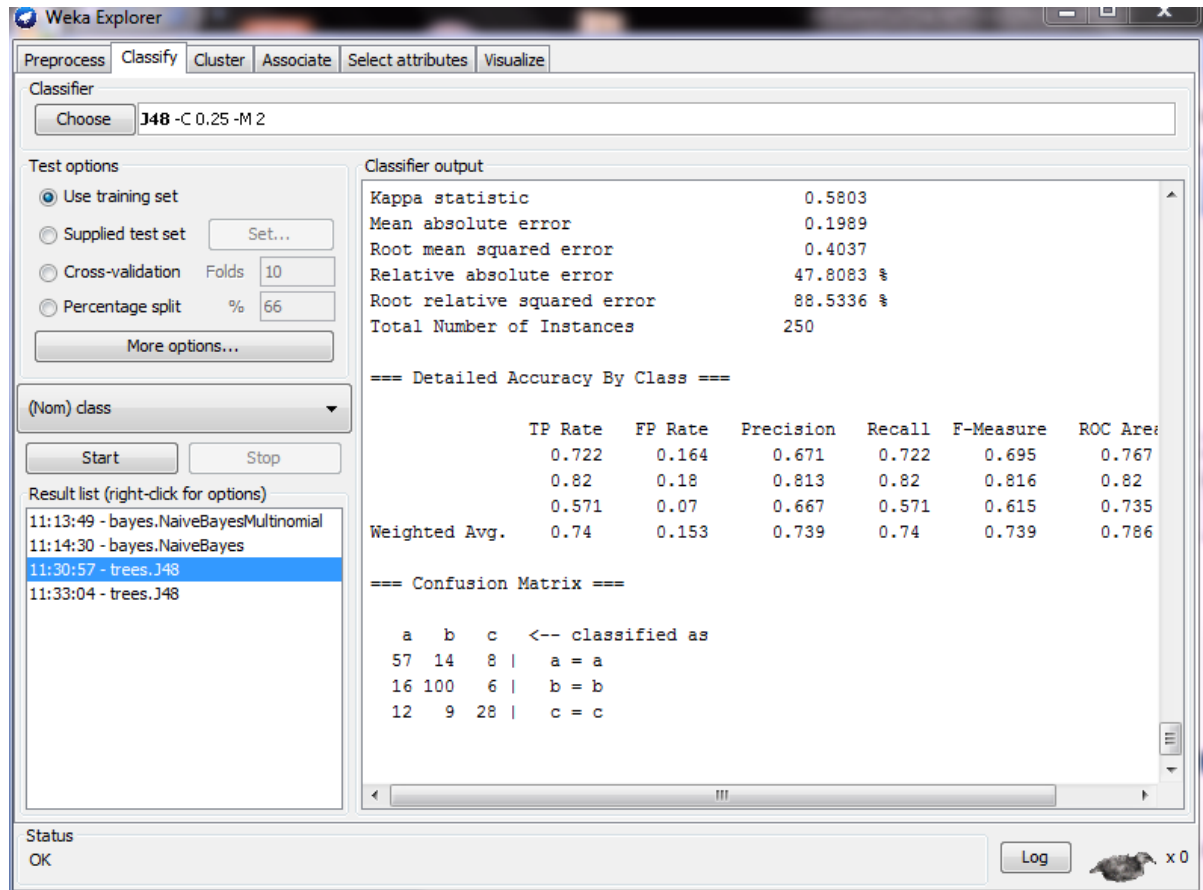 Weka Explorer
Preprocess Classify Cluster Associate Select attributes Visualize
Classifier
Choose J48 -C 0.25 -M 2
Test options
Use training set
Supplied test set Set...
Cross-validation Folds 10
Percentage split % 66
More options...
(Nom) class
Start Stop
Result list (right-click for options)
11:13:49 - bayes.NaiveBayesMultinomial
11:14:30 - bayes.NaiveBayes
11:30:57 - trees.J48
11:33:04 - trees.J48
Classifier output
Kappa statistic 0.5803
Mean absolute error 0.1989
Root mean squared error 0.4037
Relative absolute error 47.8083 %
Root relative squared error 88.5336 %
Total Number of Instances 250
=== Detailed Accuracy By Class ===
TP Rate FP Rate Precision Recall F-Measure ROC Area
0.722 0.164 0.671 0.722 0.695 0.767
0.82 0.18 0.813 0.82 0.816 0.82
0.571 0.07 0.667 0.571 0.615 0.735
Weighted Avg. 0.74 0.153 0.739 0.74 0.739 0.786
=== Confusion Matrix ===
a b c <-- classified as
57 14 8 | a = a
16 100 6 | b = b
12 9 28 | c = c
Status
OK
Log x 0